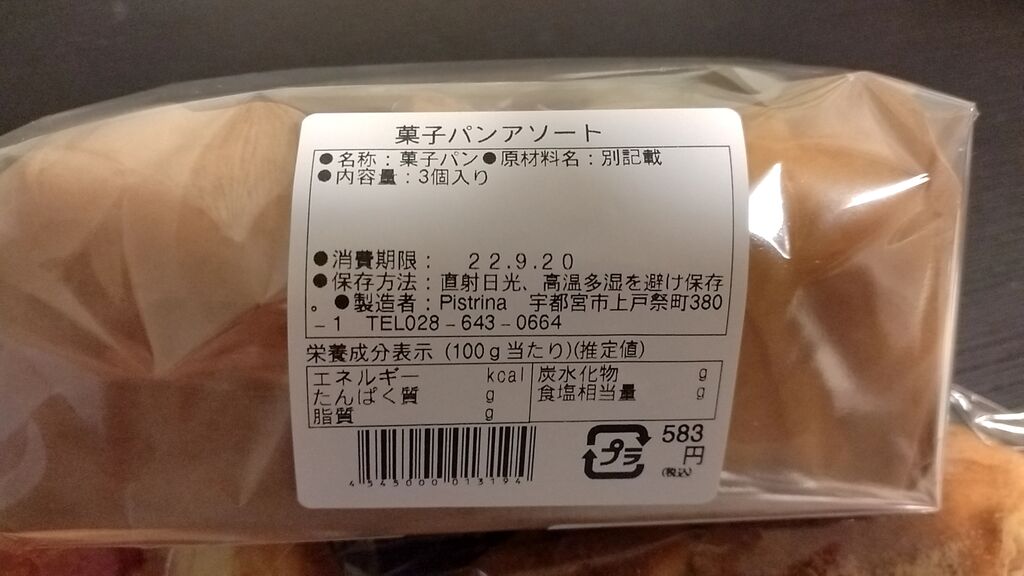 菓子パンアソート
●名称：菓子パン●原材料名：別記載
●内容量：3個入り
●消費期限： 22.9.20
●保存方法：直射日光、高温多湿を避け保存
。●製造者：Pistrina 宇都宮市上戸祭町380
－1 TEL028－643－0664
栄養成分表示（100g当たり）(推定値)
エネルギー kcal 炭水化物 g
たんぱく質 g 食塩相当量 g
脂質 g
プラ 583
円
(税込)
4545000013194